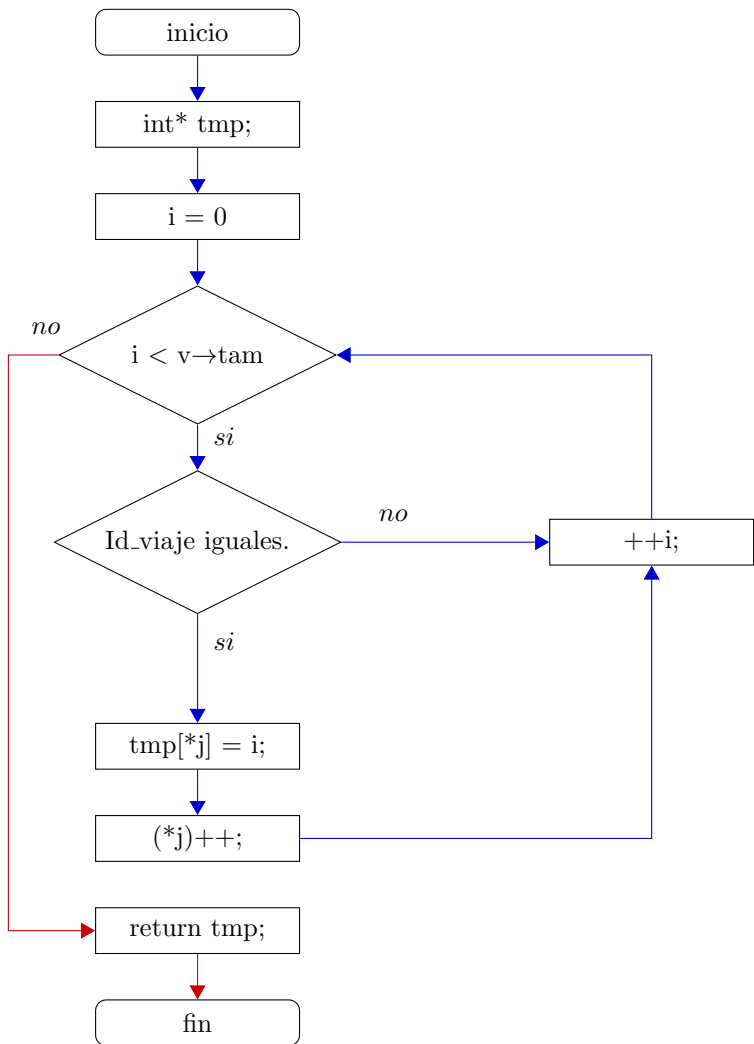 inicio
int* tmp;
i = 0
no
i < v→tam
si
Id_viaje iguales.
no
++i;
si
tmp[*j] = i;
(*j)++;
return tmp;
fin